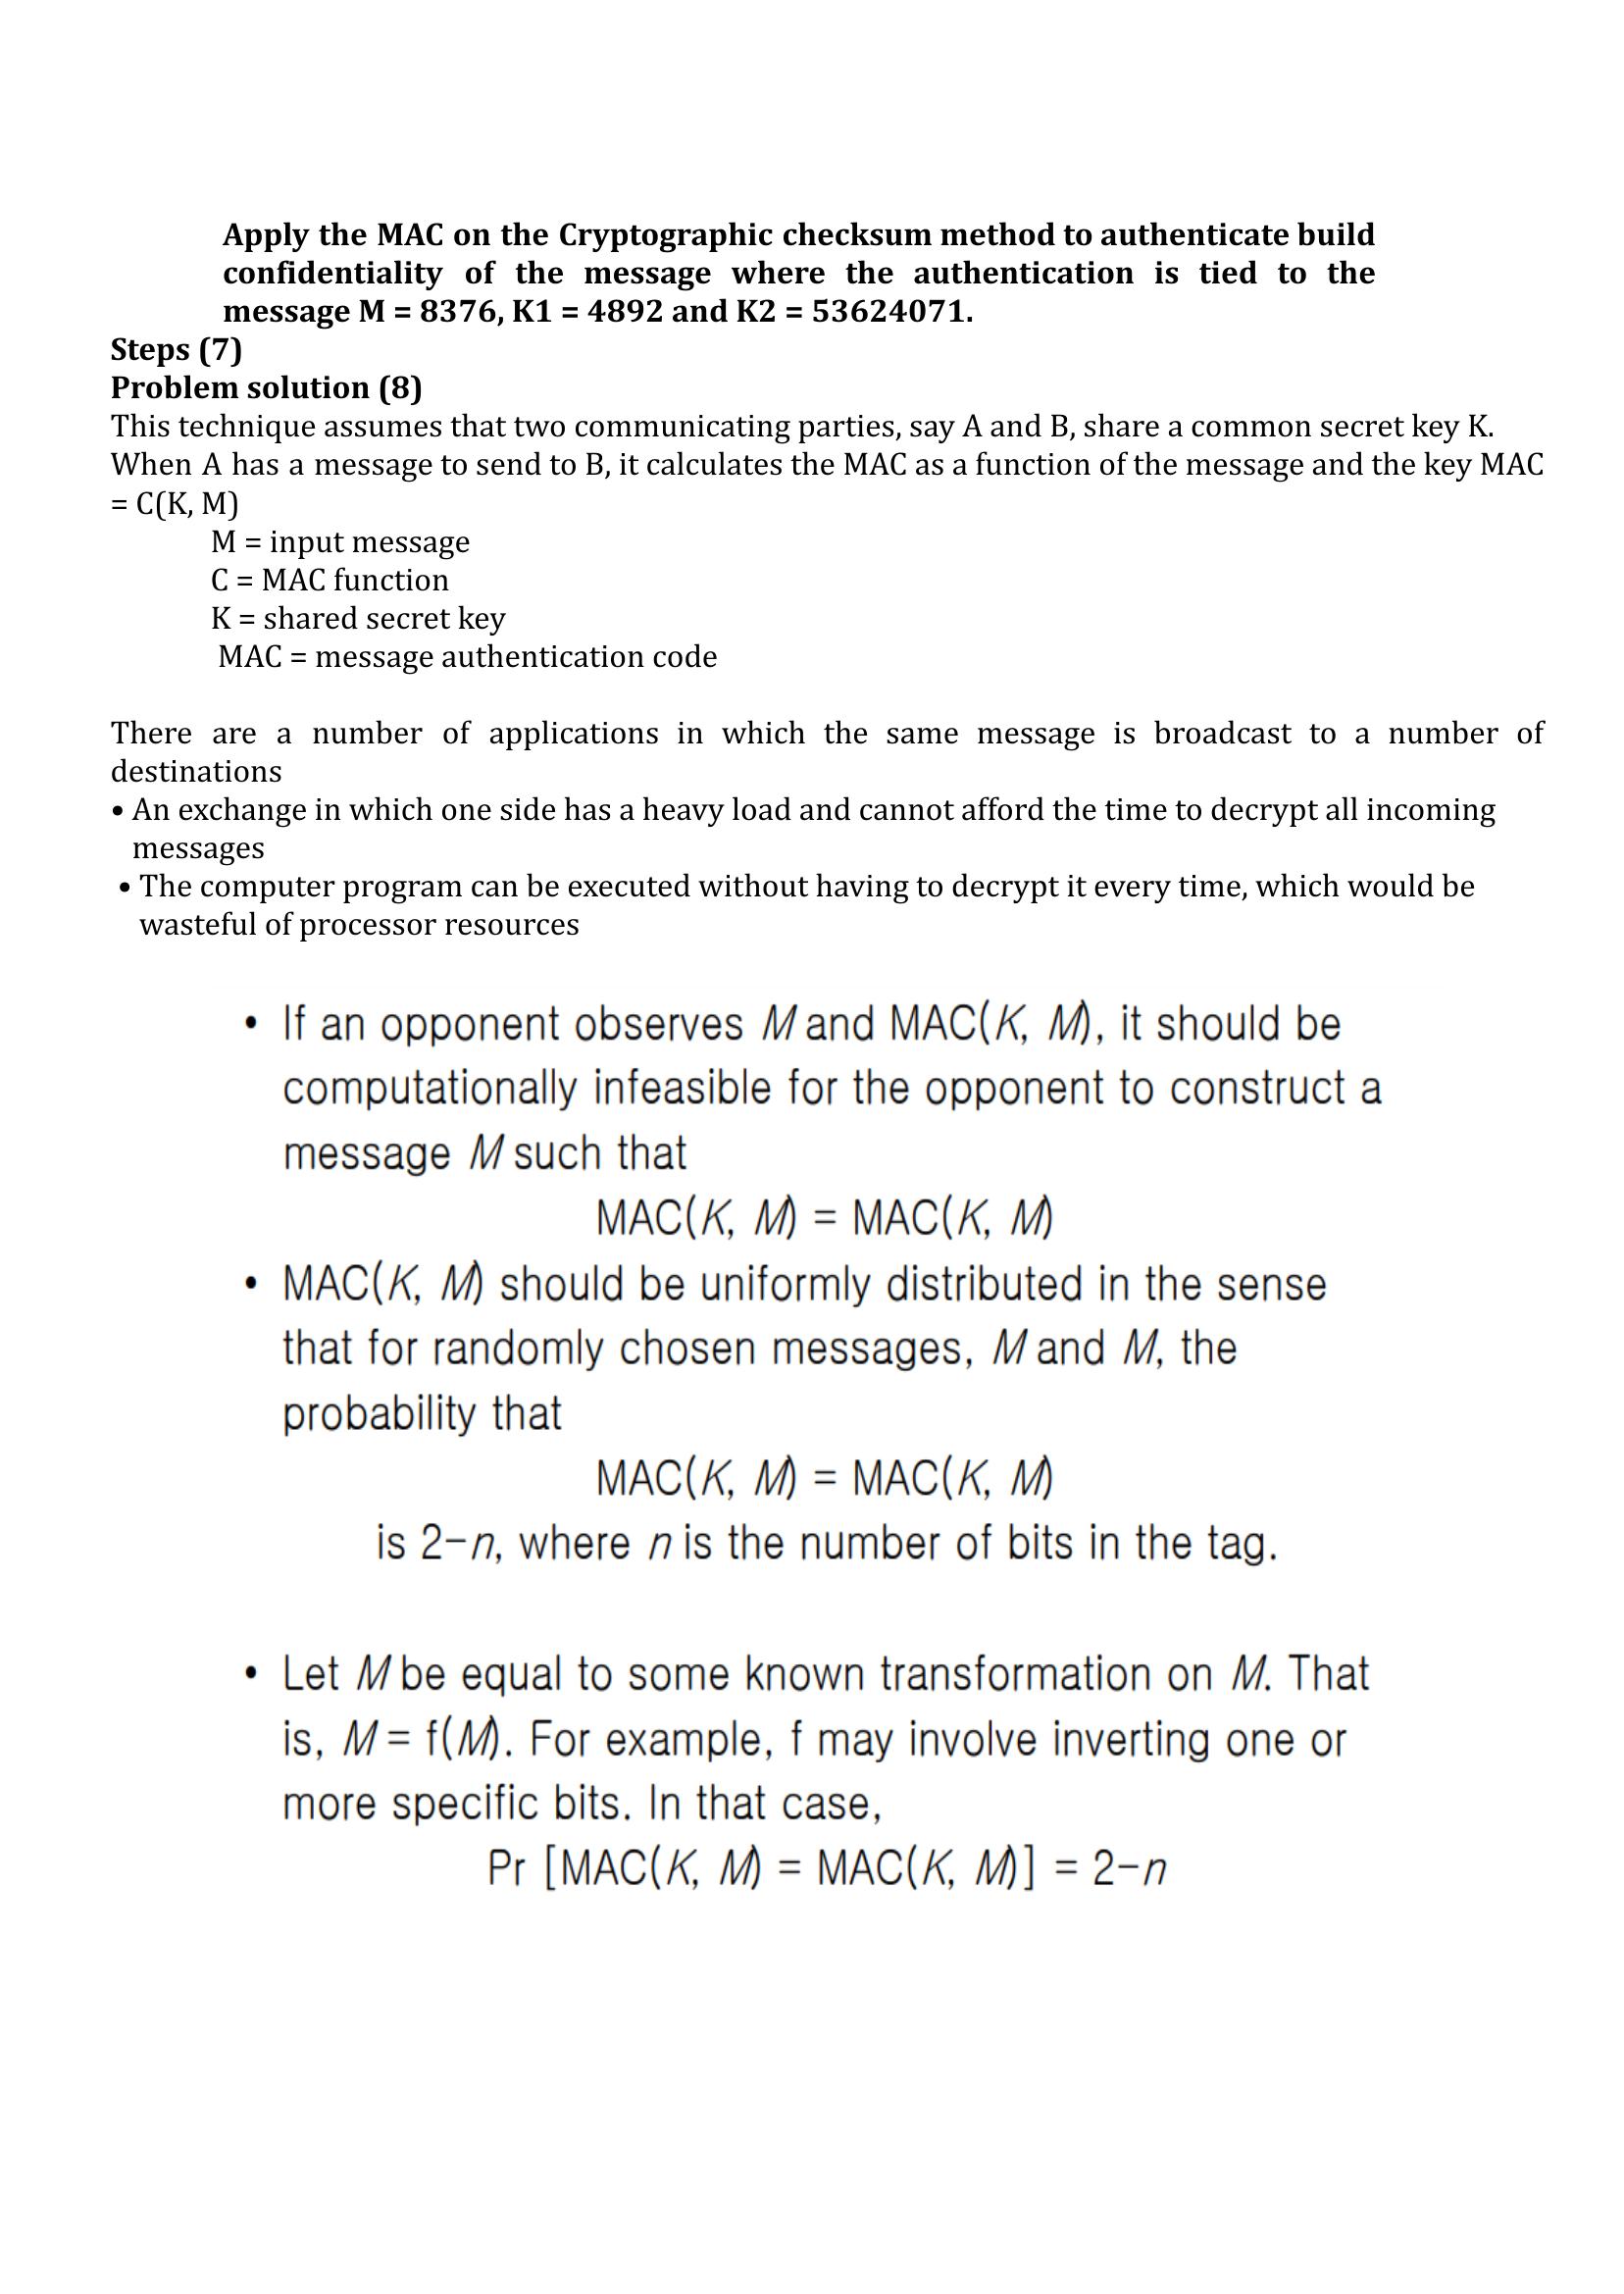 Apply the MAC on the Cryptographic checksum method to authenticate build
confidentiality of the message where the authentication is tied to the
message M = 8376, K1 = 4892 and K2 = 53624071.
Steps (7)
Problem solution (8)
This technique assumes that two communicating parties, say A and B, share a common secret key K.
When A has a message to send to B, it calculates the MAC as a function of the message and the key MAC
= C(K, M)
M = input message
C = MAC function
K = shared secret key
MAC = message authentication code
There are a number of applications in which the same message is broadcast to a number of
destinations
• An exchange in which one side has a heavy load and cannot afford the time to decrypt all incoming
messages
• The computer program can be executed without having to decrypt it every time, which would be
wasteful of processor resources
• If an opponent observes M and MAC(K, M), it should be
computationally infeasible for the opponent to construct a
message M such that
MAC(K, M) = MAC(K, M)
• MAC(K, M) should be uniformly distributed in the sense
that for randomly chosen messages, M and M, the
probability that
MAC(K, M) = MAC(K, M)
is 2−n, where n is the number of bits in the tag.
• Let M be equal to some known transformation on M. That
is, M = f(M). For example, f may involve inverting one or
more specific bits. In that case,
Pr [MAC(K, M) = MAC(K, M)] = 2−n